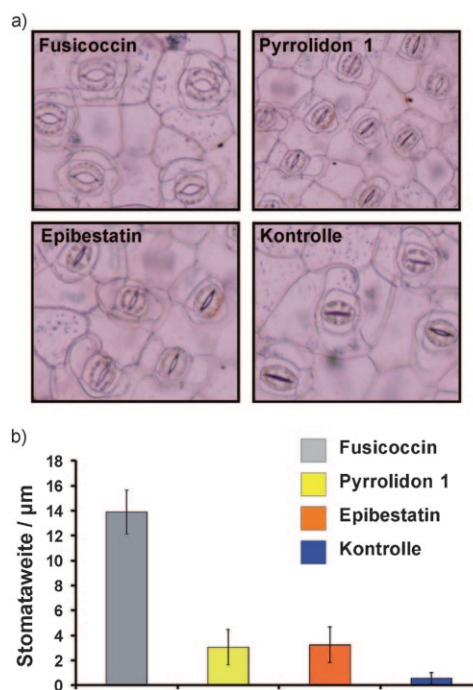 a)
Fusicoccin
Pyrrolidon 1
Epibestatin
Kontrolle
b)
Stomataweite / µm
18
16
14
12
10
8
6
4
2
0
Fusicoccin
Pyrrolidon 1
Epibestatin
Kontrolle